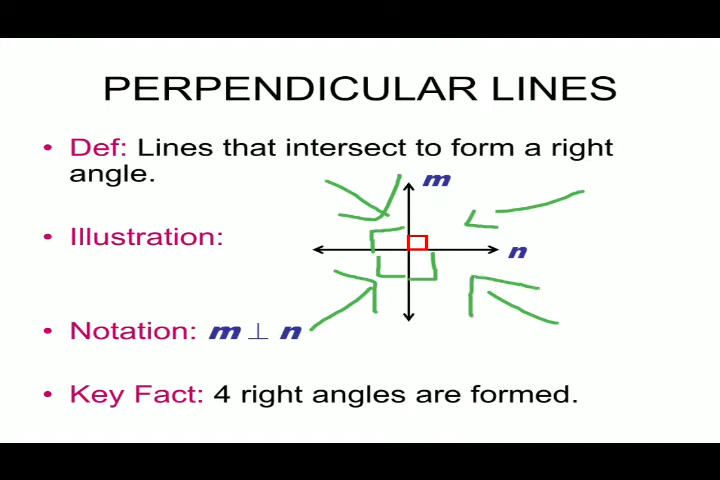 PERPENDICULAR LINES
• Def: Lines that intersect to form a right
angle.
m
• Illustration:
n
• Notation: m ⊥ n
• Key Fact: 4 right angles are formed.